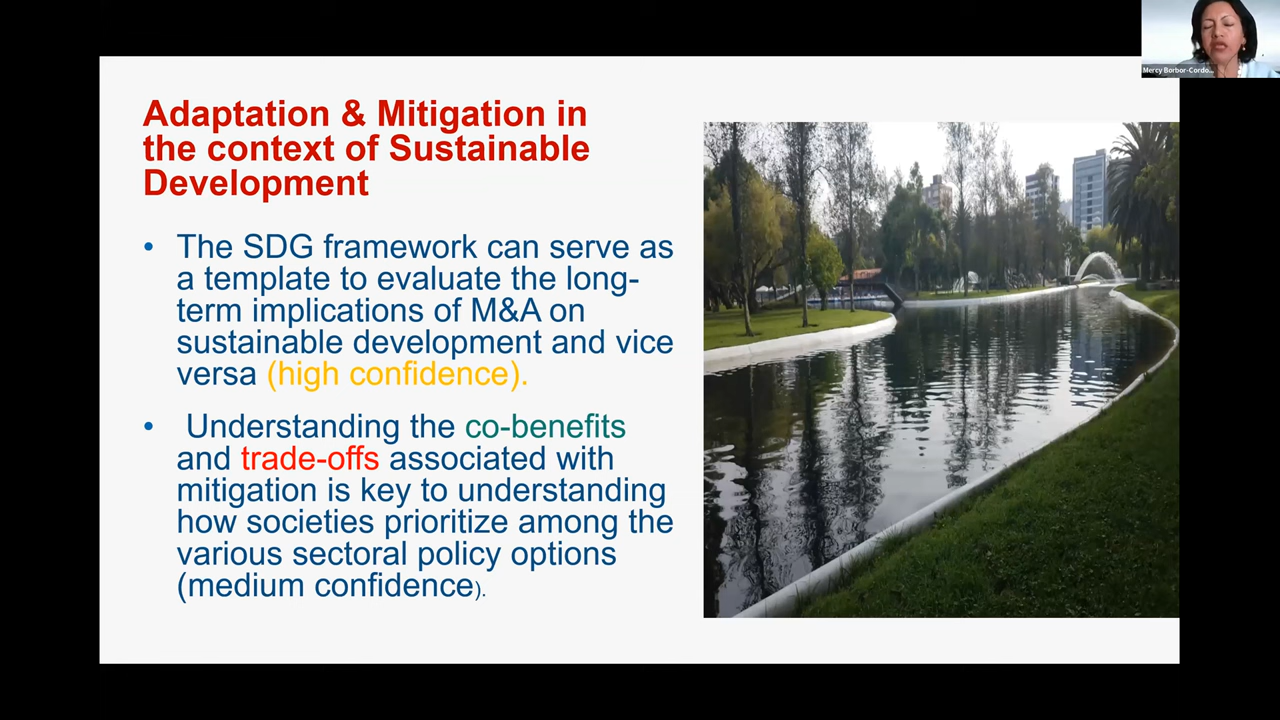 Mercy Borbor-Cordo...
Adaptation & Mitigation in
the context of Sustainable
Development
• The SDG framework can serve as
a template to evaluate the long-
term implications of M&A on
sustainable development and vice
versa (high confidence).
• Understanding the co-benefits
and trade-offs associated with
mitigation is key to understanding
how societies prioritize among the
various sectoral policy options
(medium confidence).